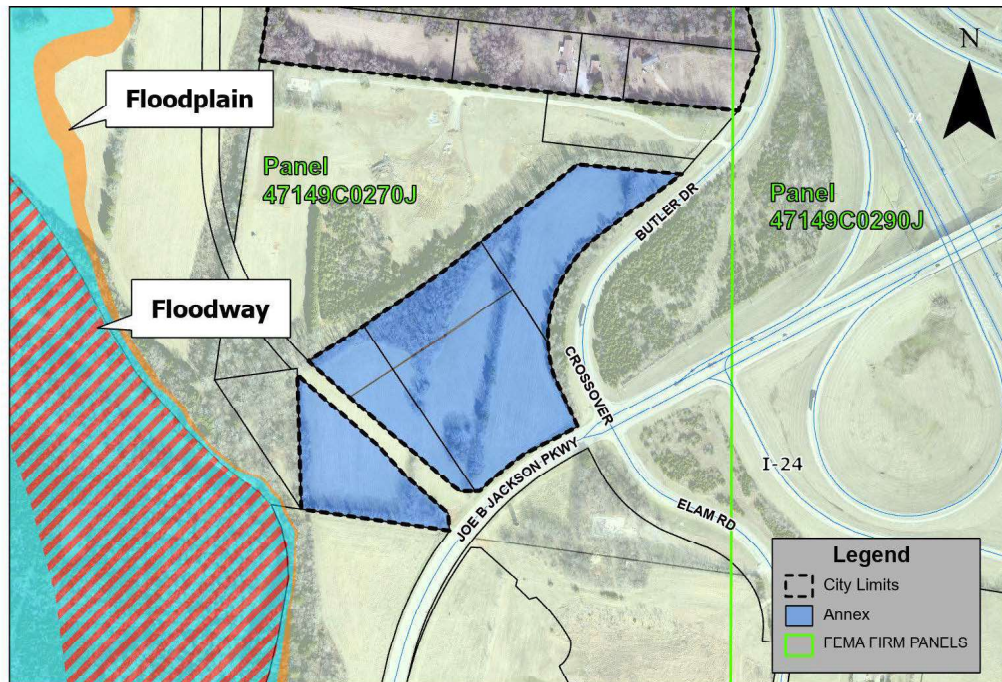 N
Floodplain
24
Panel
47149C0270J
Panel
47149C0290J
BUTLER DR
Floodway
CROSSOVER
JOE B JACKSON PKWY
I-24
ELAM RD
Legend
City Limits
Annex
FEMA FIRM PANELS